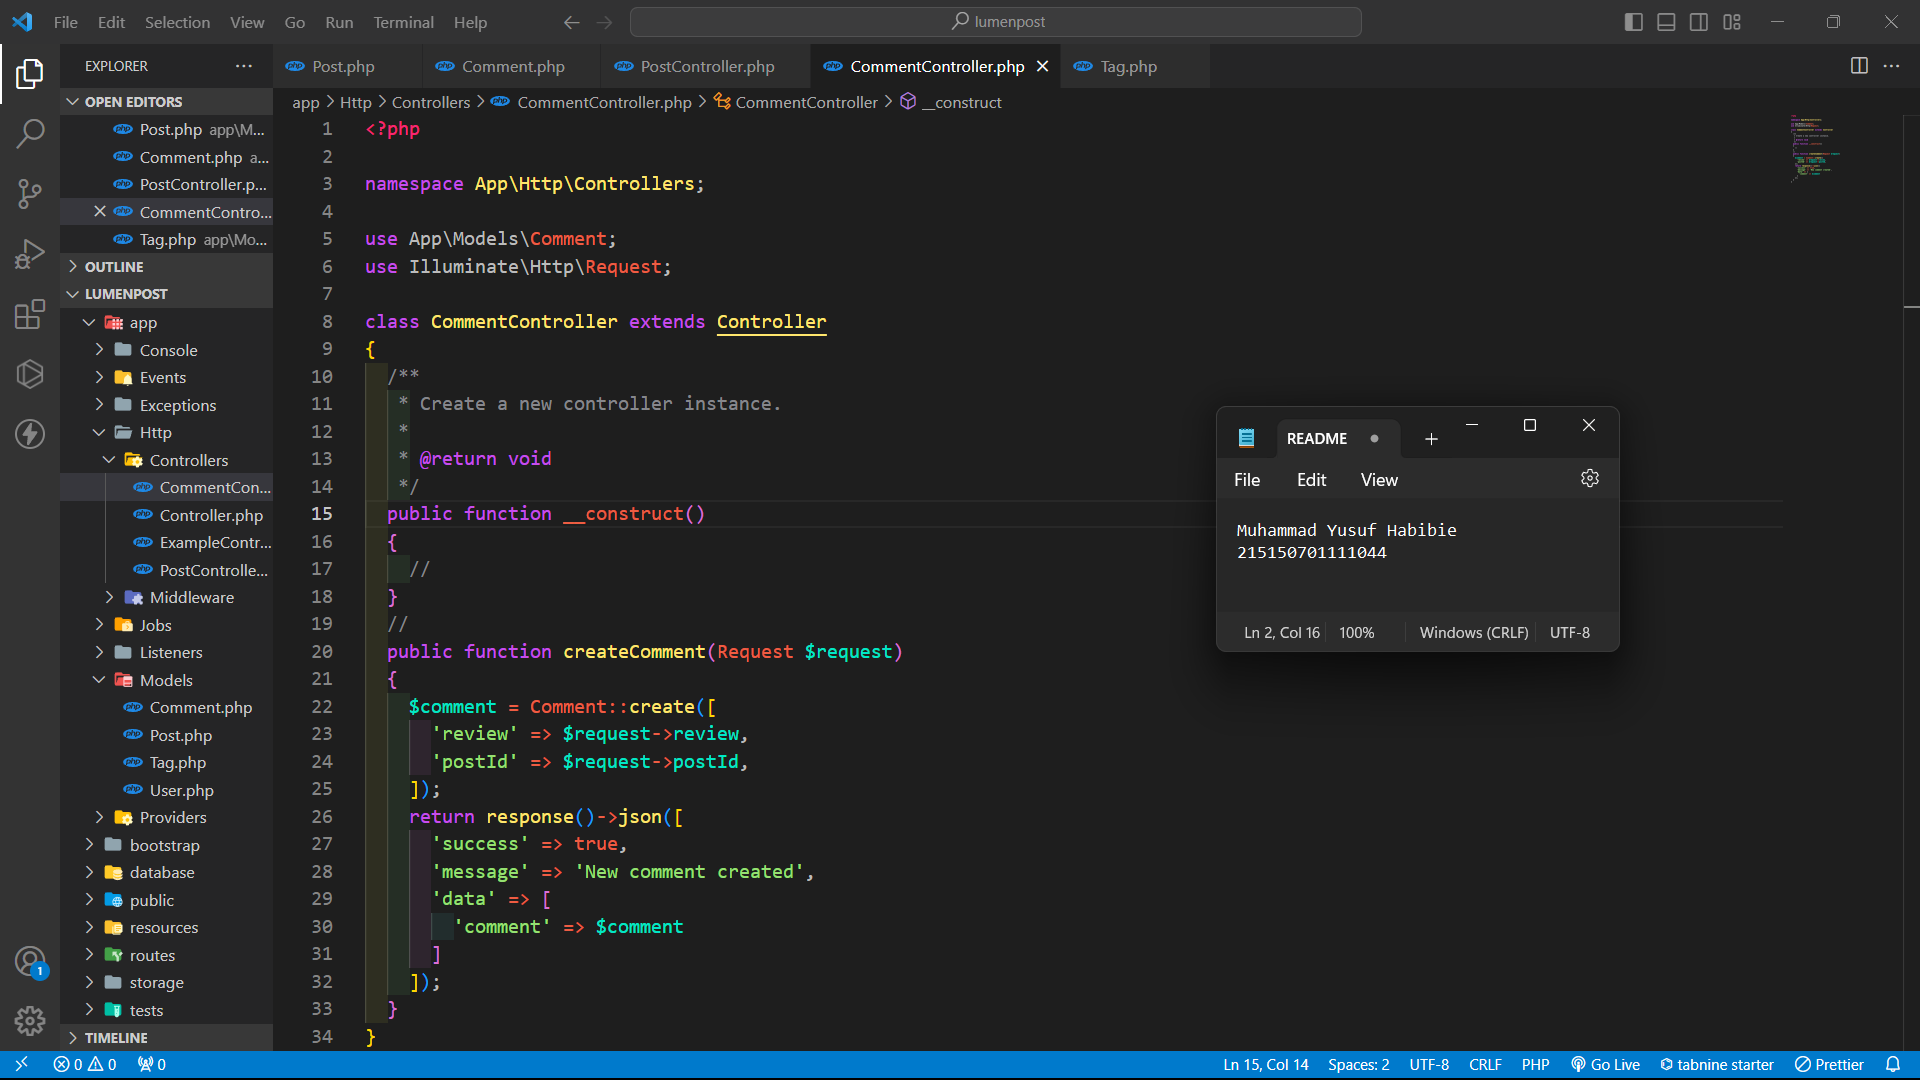 File Edit Selection View Go Run Terminal Help
lumenpost
EXPLORER
Post.php
Comment.php
PostController.php
CommentController.php
Tag.php
OPEN EDITORS
Post.php app\M...
Comment.php a...
PostController.p...
CommentContro...
Tag.php app\Mo...
OUTLINE
LUMENPOST
app
Console
Events
Exceptions
Http
Controllers
CommentCon...
Controller.php
ExampleContr...
PostControlle...
Middleware
Jobs
Listeners
Models
Comment.php
Post.php
Tag.php
User.php
Providers
bootstrap
database
public
resources
routes
storage
tests
TIMELINE
app > Http > Controllers > CommentController.php > CommentController > __construct
1 <?php
2
3 namespace App\Http\Controllers;
4
5 use App\Models\Comment;
6 use Illuminate\Http\Request;
7
8 class CommentController extends Controller
9 {
10 /**
11 * Create a new controller instance.
12 *
13 * @return void
14 */
15 public function __construct()
16 {
17 //
18 }
19 //
20 public function createComment(Request $request)
21 {
22 $comment = Comment::create([
23 'review' => $request->review,
24 'postId' => $request->postId,
25 ]);
26 return response()->json([
27 'success' => true,
28 'message' => 'New comment created',
29 'data' => [
30 'comment' => $comment
31 ]
32 ]);
33 }
34 }
README
File Edit View
Muhammad Yusuf Habibie
215150701111044
Ln 2, Col 16 100% Windows (CRLF) UTF-8
1
0 0 0 Ln 15, Col 14 Spaces: 2 UTF-8 CRLF PHP Go Live tabnine starter Prettier